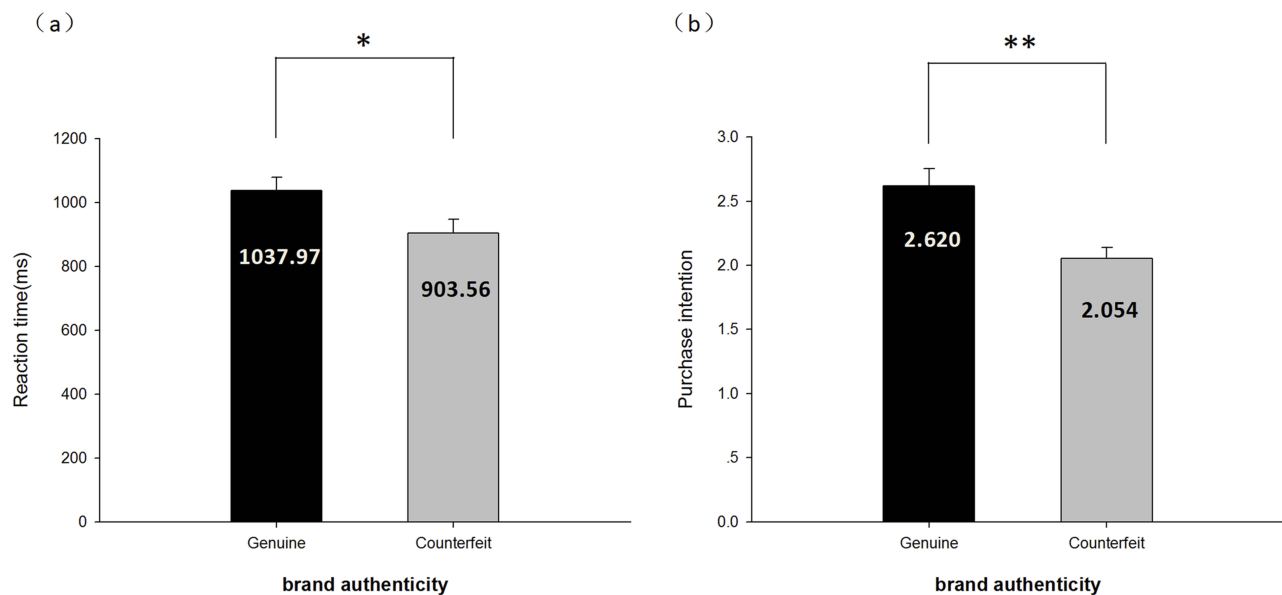 （a）
*
1200
1000
800
600
400
200
0
Reaction time(ms)
1037.97
903.56
Genuine
Counterfeit
brand authenticity
（b）
**
3.0
2.5
2.0
1.5
1.0
.5
0.0
Purchase intention
2.620
2.054
Genuine
Counterfeit
brand authenticity